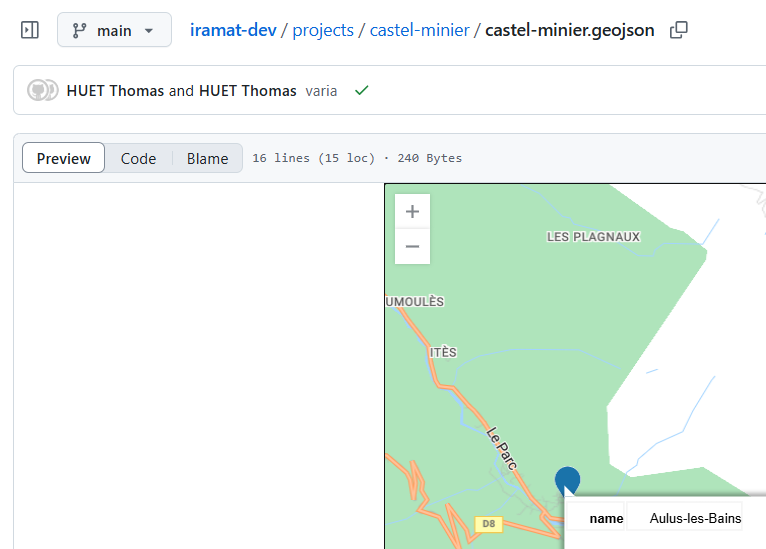 main
iramat-dev / projects / castel-minier / castel-minier.geojson
HUET Thomas and HUET Thomas varia
Preview Code Blame 16 lines (15 loc) · 240 Bytes
+
−
LES PLAGNAUX
UMOULÈS
ITÈS
Le Parc
D8
name Aulus-les-Bains